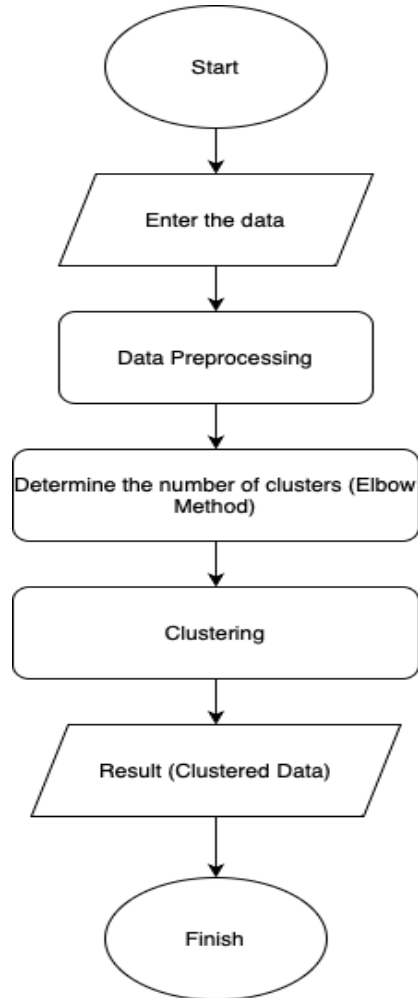 Start
Enter the data
Data Preprocessing
Determine the number of clusters (Elbow
Method)
Clustering
Result (Clustered Data)
Finish